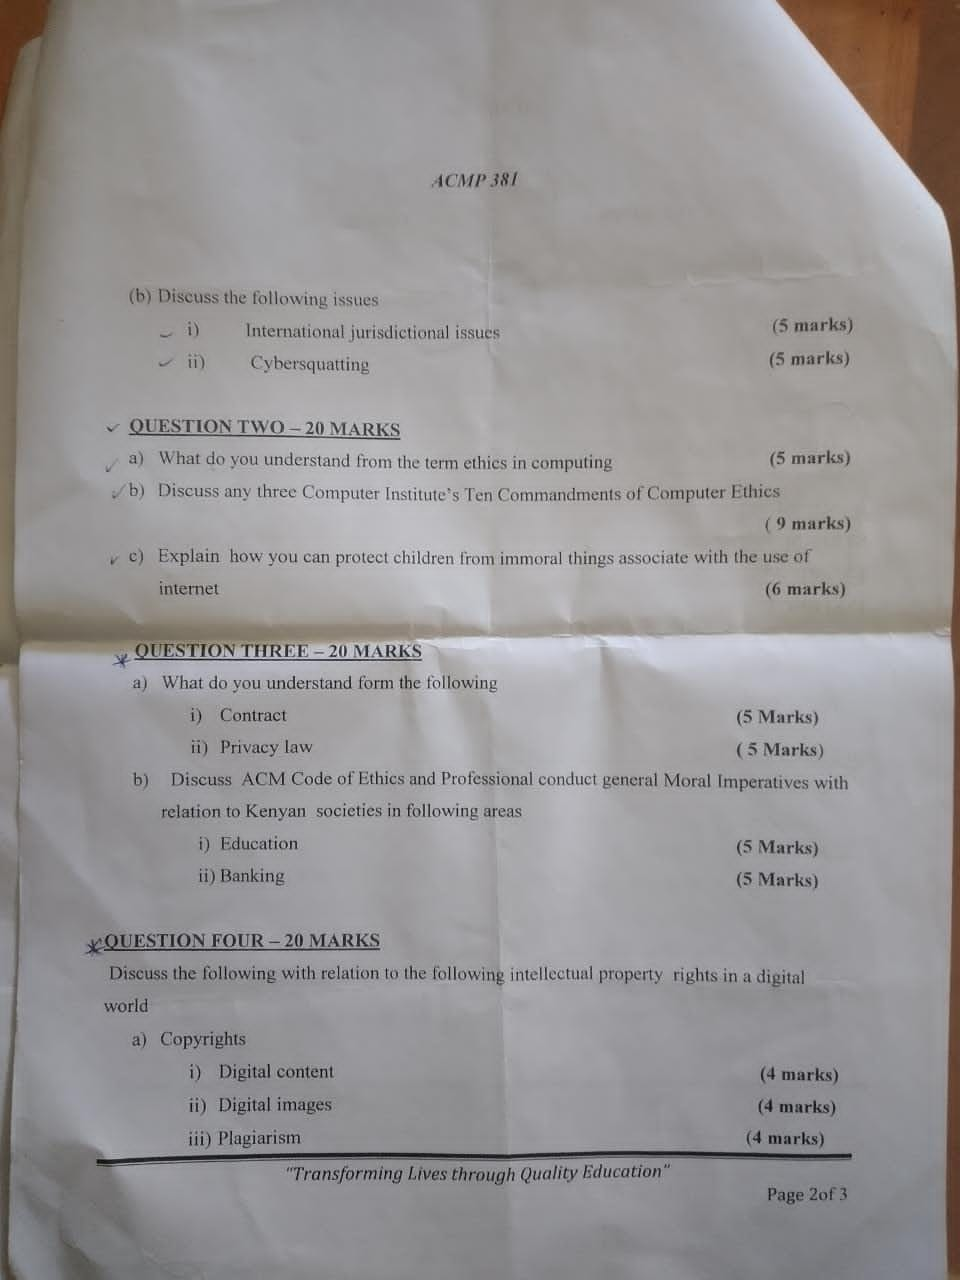 ACMP 381
(b) Discuss the following issues
i) International jurisdictional issues (5 marks)
ii) Cybersquatting (5 marks)
QUESTION TWO – 20 MARKS
a) What do you understand from the term ethics in computing (5 marks)
b) Discuss any three Computer Institute's Ten Commandments of Computer Ethics
( 9 marks)
c) Explain how you can protect children from immoral things associate with the use of
internet (6 marks)
QUESTION THREE – 20 MARKS
a) What do you understand form the following
i) Contract (5 Marks)
ii) Privacy law ( 5 Marks)
b) Discuss ACM Code of Ethics and Professional conduct general Moral Imperatives with
relation to Kenyan societies in following areas
i) Education (5 Marks)
ii) Banking (5 Marks)
QUESTION FOUR – 20 MARKS
Discuss the following with relation to the following intellectual property rights in a digital
world
a) Copyrights
i) Digital content (4 marks)
ii) Digital images (4 marks)
iii) Plagiarism (4 marks)
"Transforming Lives through Quality Education"
Page 2of 3